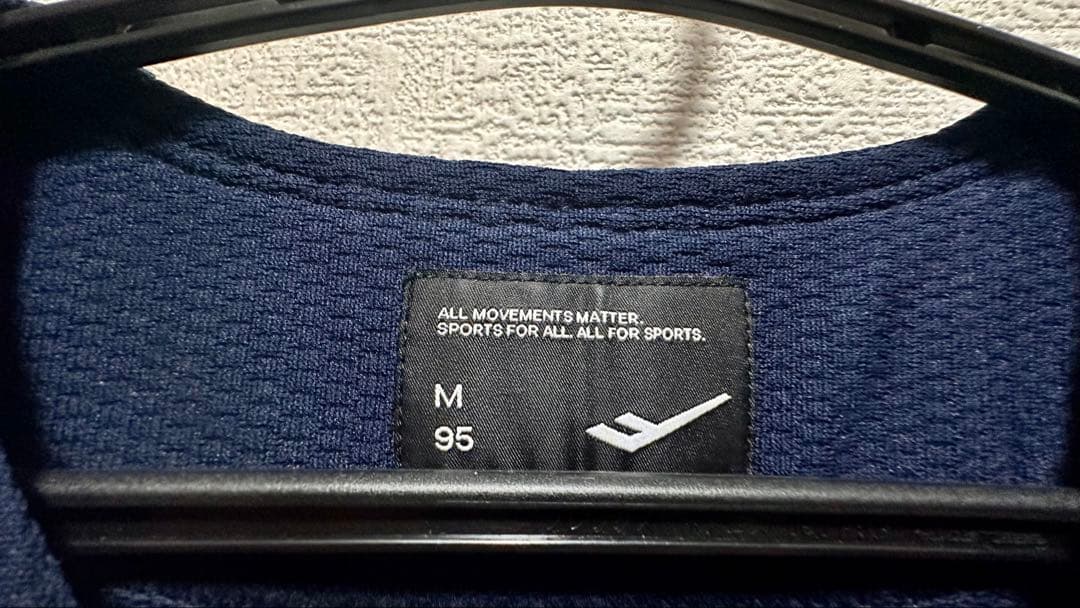 ALL MOVEMENTS MATTER.
SPORTS FOR ALL. ALL FOR SPORTS.
M
95